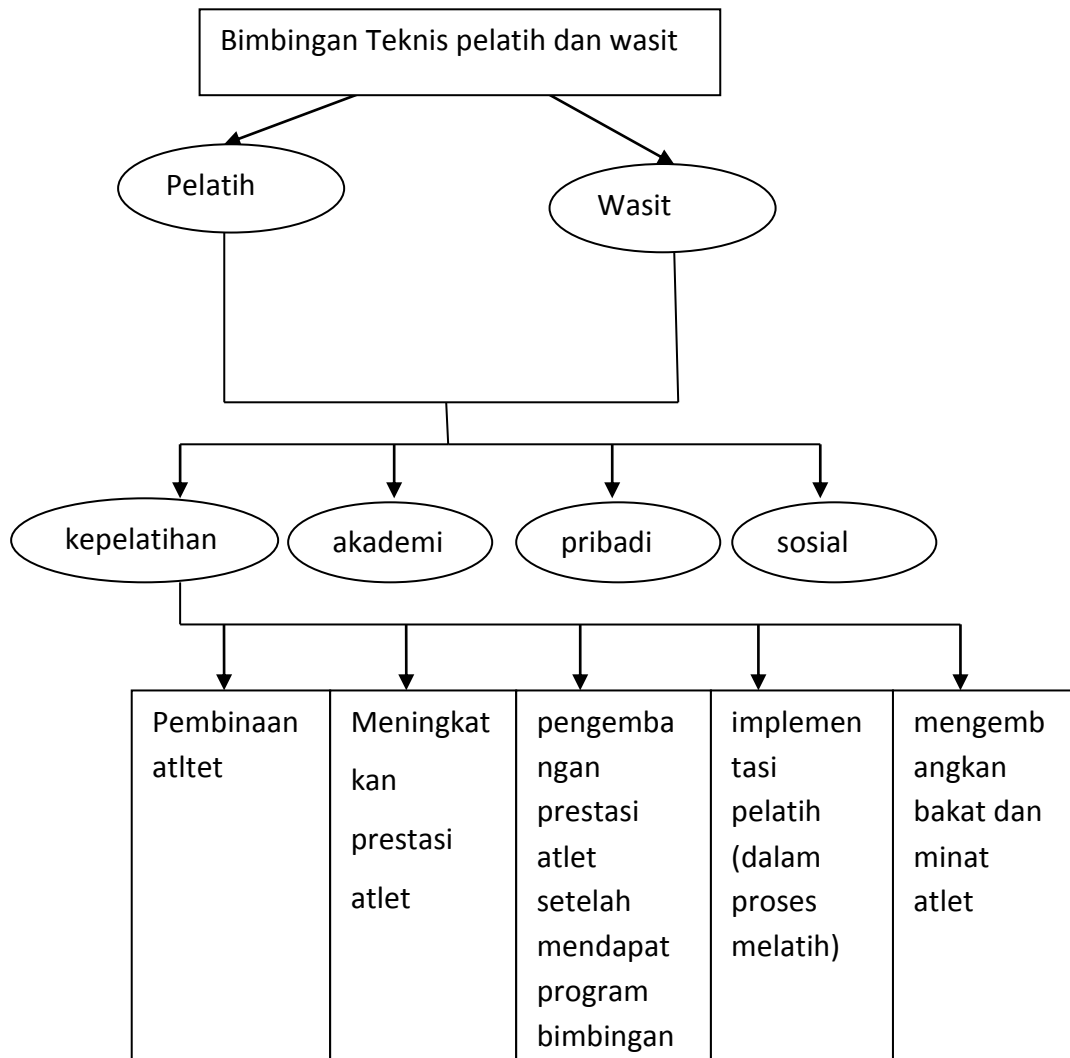 Bimbingan Teknis pelatih dan wasit
Pelatih
Wasit
kepelatihan
akademi
pribadi
sosial
Pembinaan
atltet
Meningkat
kan
prestasi
atlet
pengemba
ngan
prestasi
atlet
setelah
mendapat
program
bimbingan
implemen
tasi
pelatih
(dalam
proses
melatih)
mengemb
angkan
bakat dan
minat
atlet